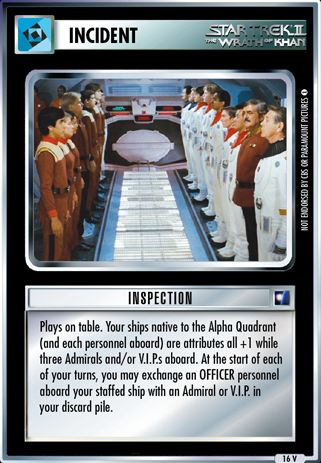 INCIDENT
STAR TREK II
THE WRATH OF KHAN
NOT ENDORSED BY CBS OR PARAMOUNT PICTURES
INSPECTION
Plays on table. Your ships native to the Alpha Quadrant
(and each personnel aboard) are attributes all +1 while
three Admirals and/or V.I.P.s aboard. At the start of each
of your turns, you may exchange an OFFICER personnel
aboard your staffed ship with an Admiral or V.I.P. in
your discard pile.
16 V